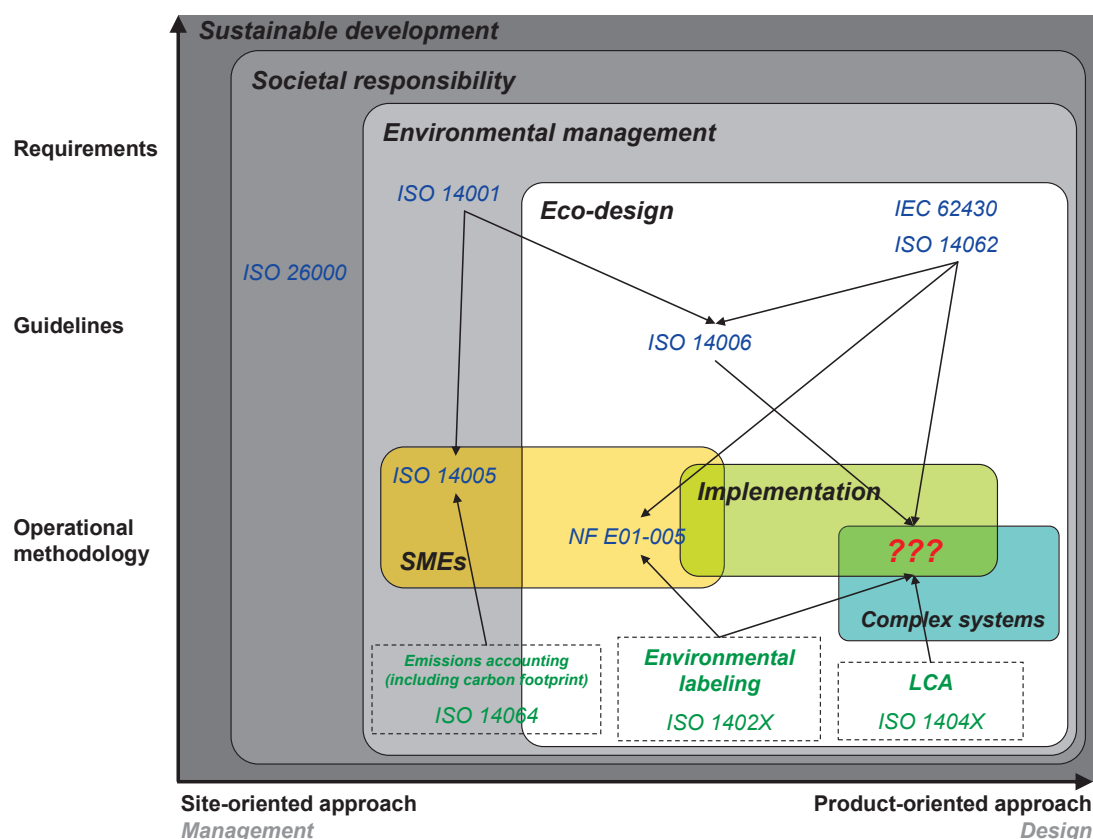 Sustainable development
Societal responsibility
Environmental management
Requirements
ISO 14001
Eco-design
IEC 62430
ISO 14062
ISO 26000
Guidelines
ISO 14006
ISO 14005
Implementation
Operational
methodology
NF E01-005
???
SMEs
Complex systems
Emissions accounting
(including carbon footprint)
ISO 14064
Environmental
labeling
ISO 1402X
LCA
ISO 1404X
Site-oriented approach
Management
Product-oriented approach
Design